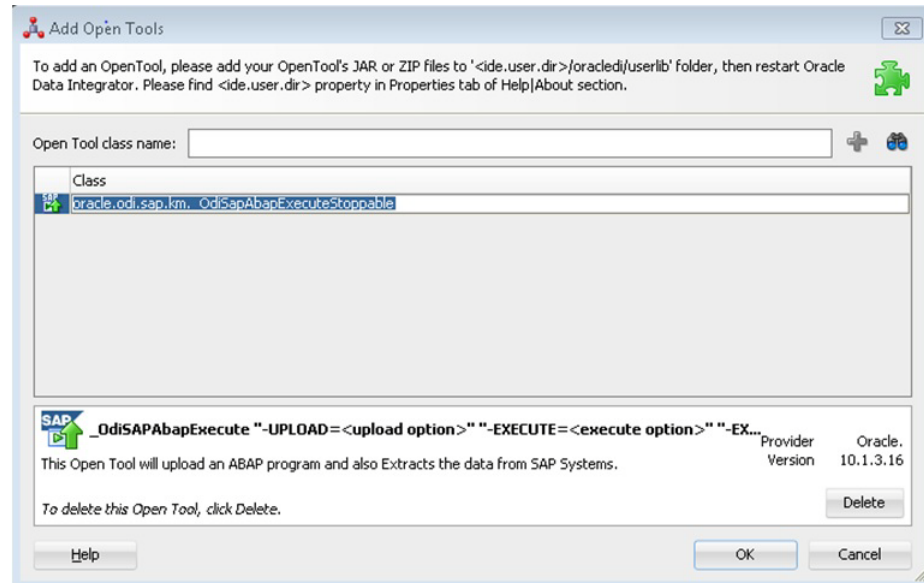 Add Open Tools
To add an OpenTool, please add your OpenTool's JAR or ZIP files to '<ide.user.dir>/oracledi/userlib' folder, then restart Oracle
Data Integrator. Please find <ide.user.dir> property in Properties tab of Help|About section.
Open Tool class name:
Class
SAP oracle.odi.sap.km._OdiSapAbapExecuteStoppable
SAP _OdiSAPAbapExecute "-UPLOAD=<upload option>" "-EXECUTE=<execute option>" "-EX...
Provider Oracle.
This Open Tool will upload an ABAP program and also Extracts the data from SAP Systems.
Version 10.1.3.16
To delete this Open Tool, click Delete.
Delete
Help
OK
Cancel